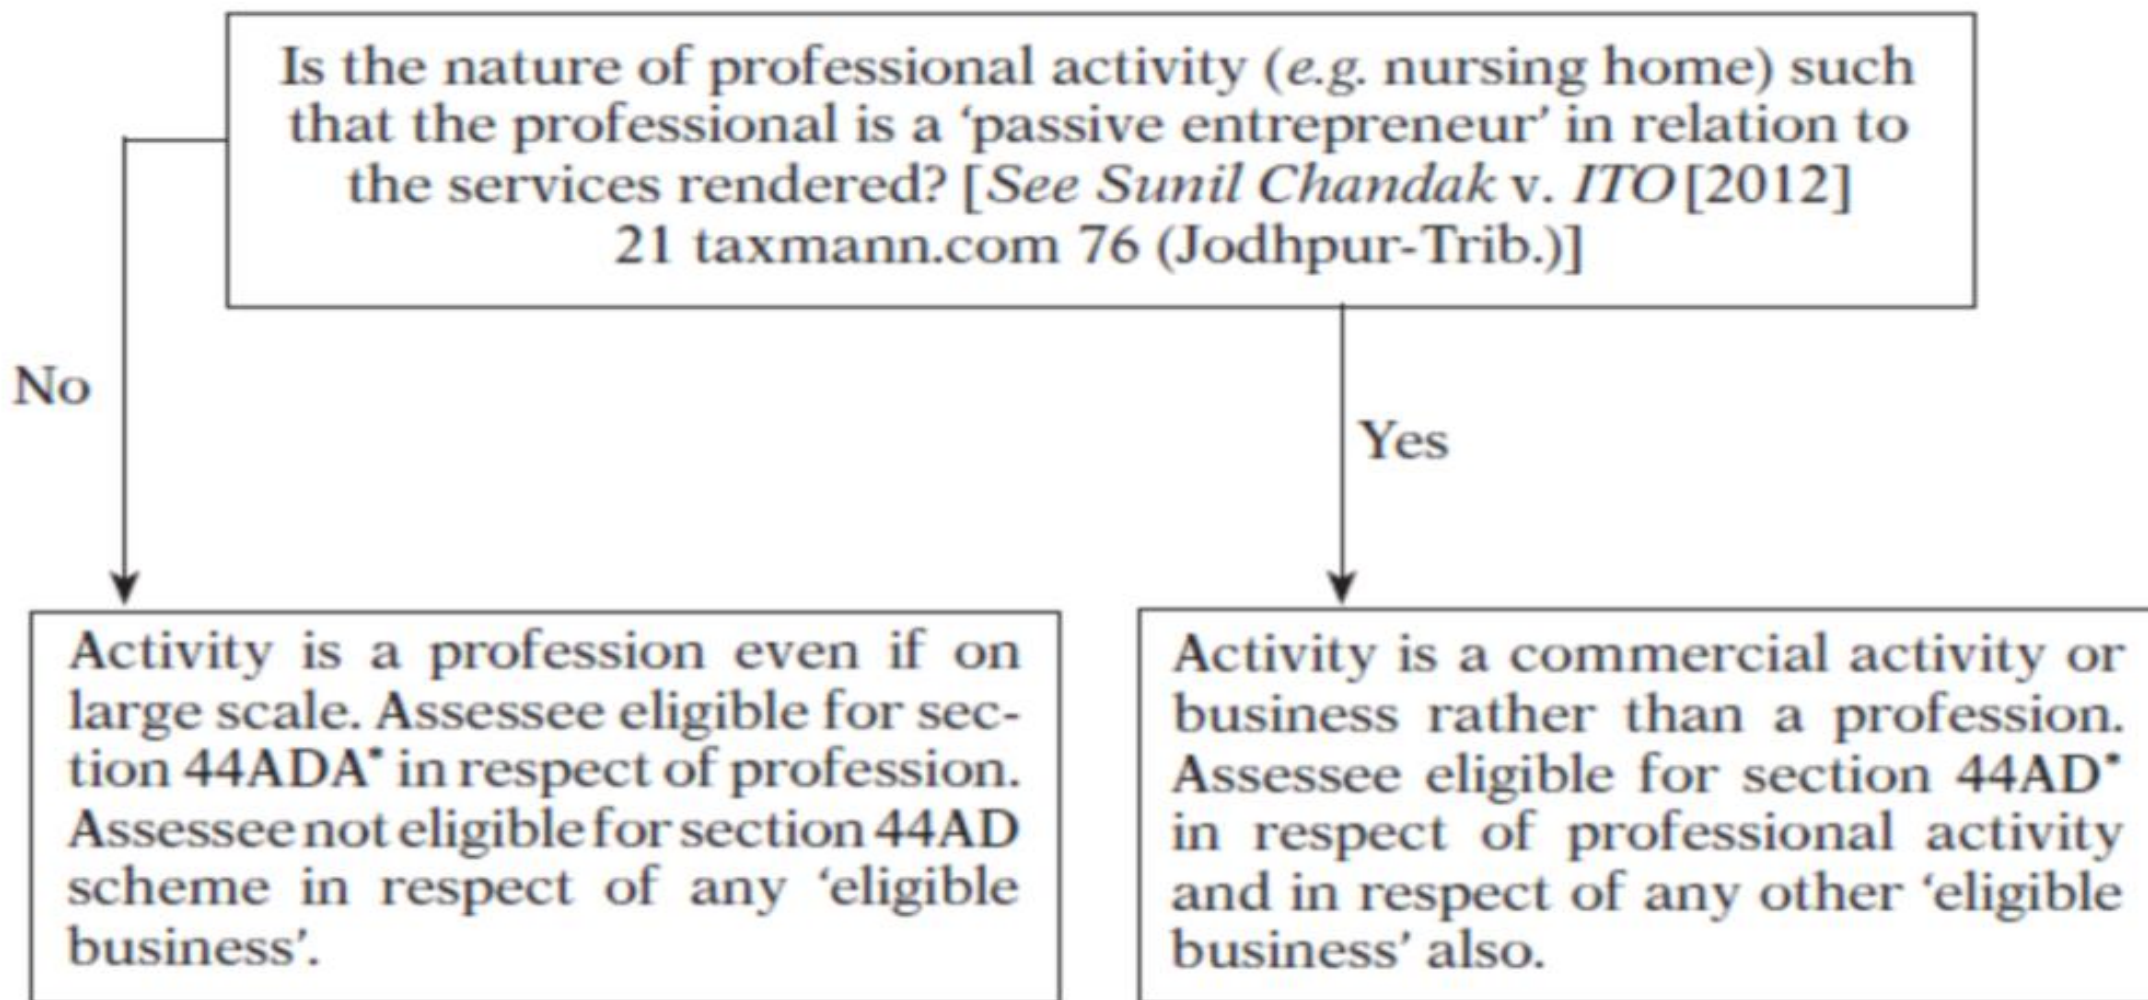 Is the nature of professional activity (e.g. nursing home) such
that the professional is a ‘passive entrepreneur’ in relation to
the services rendered? [See Sunil Chandak v. ITO [2012]
21 taxmann.com 76 (Jodhpur-Trib.)]
No
Yes
Activity is a profession even if on
large scale. Assessee eligible for sec-
tion 44ADA* in respect of profession.
Assessee not eligible for section 44AD
scheme in respect of any ‘eligible
business’.
Activity is a commercial activity or
business rather than a profession.
Assessee eligible for section 44AD*
in respect of professional activity
and in respect of any other ‘eligible
business’ also.